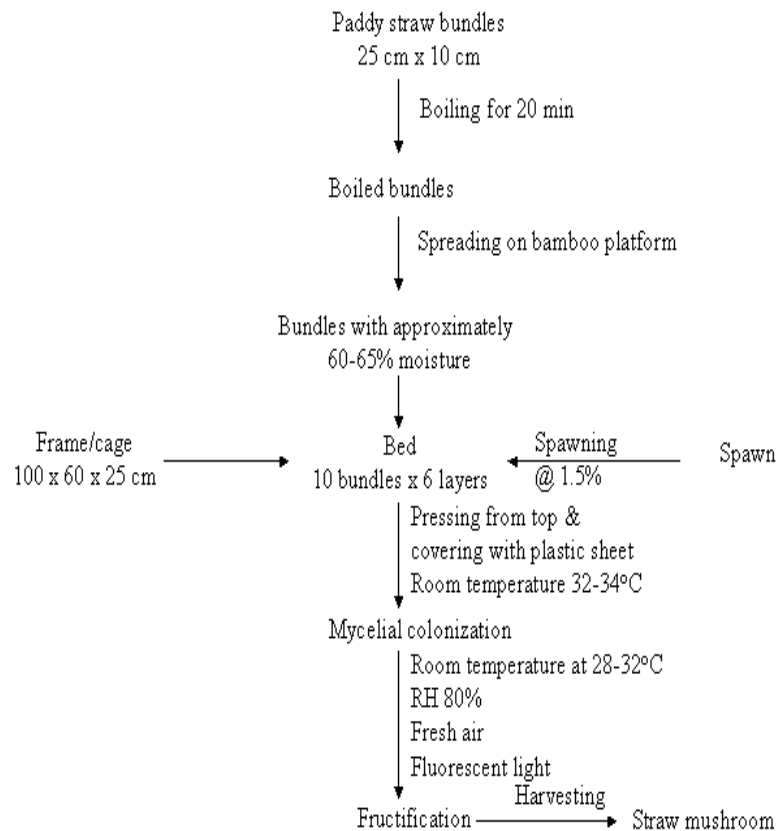 Paddy straw bundles
25 cm x 10 cm
Boiling for 20 min
Boiled bundles
Spreading on bamboo platform
Bundles with approximately
60-65% moisture
Frame/cage
100 x 60 x 25 cm
Bed
10 bundles x 6 layers
Spawning
@ 1.5%
Spawn
Pressing from top &
covering with plastic sheet
Room temperature 32-34°C
Mycelial colonization
Room temperature at 28-32°C
RH 80%
Fresh air
Fluorescent light
Fructification
Harvesting
Straw mushroom